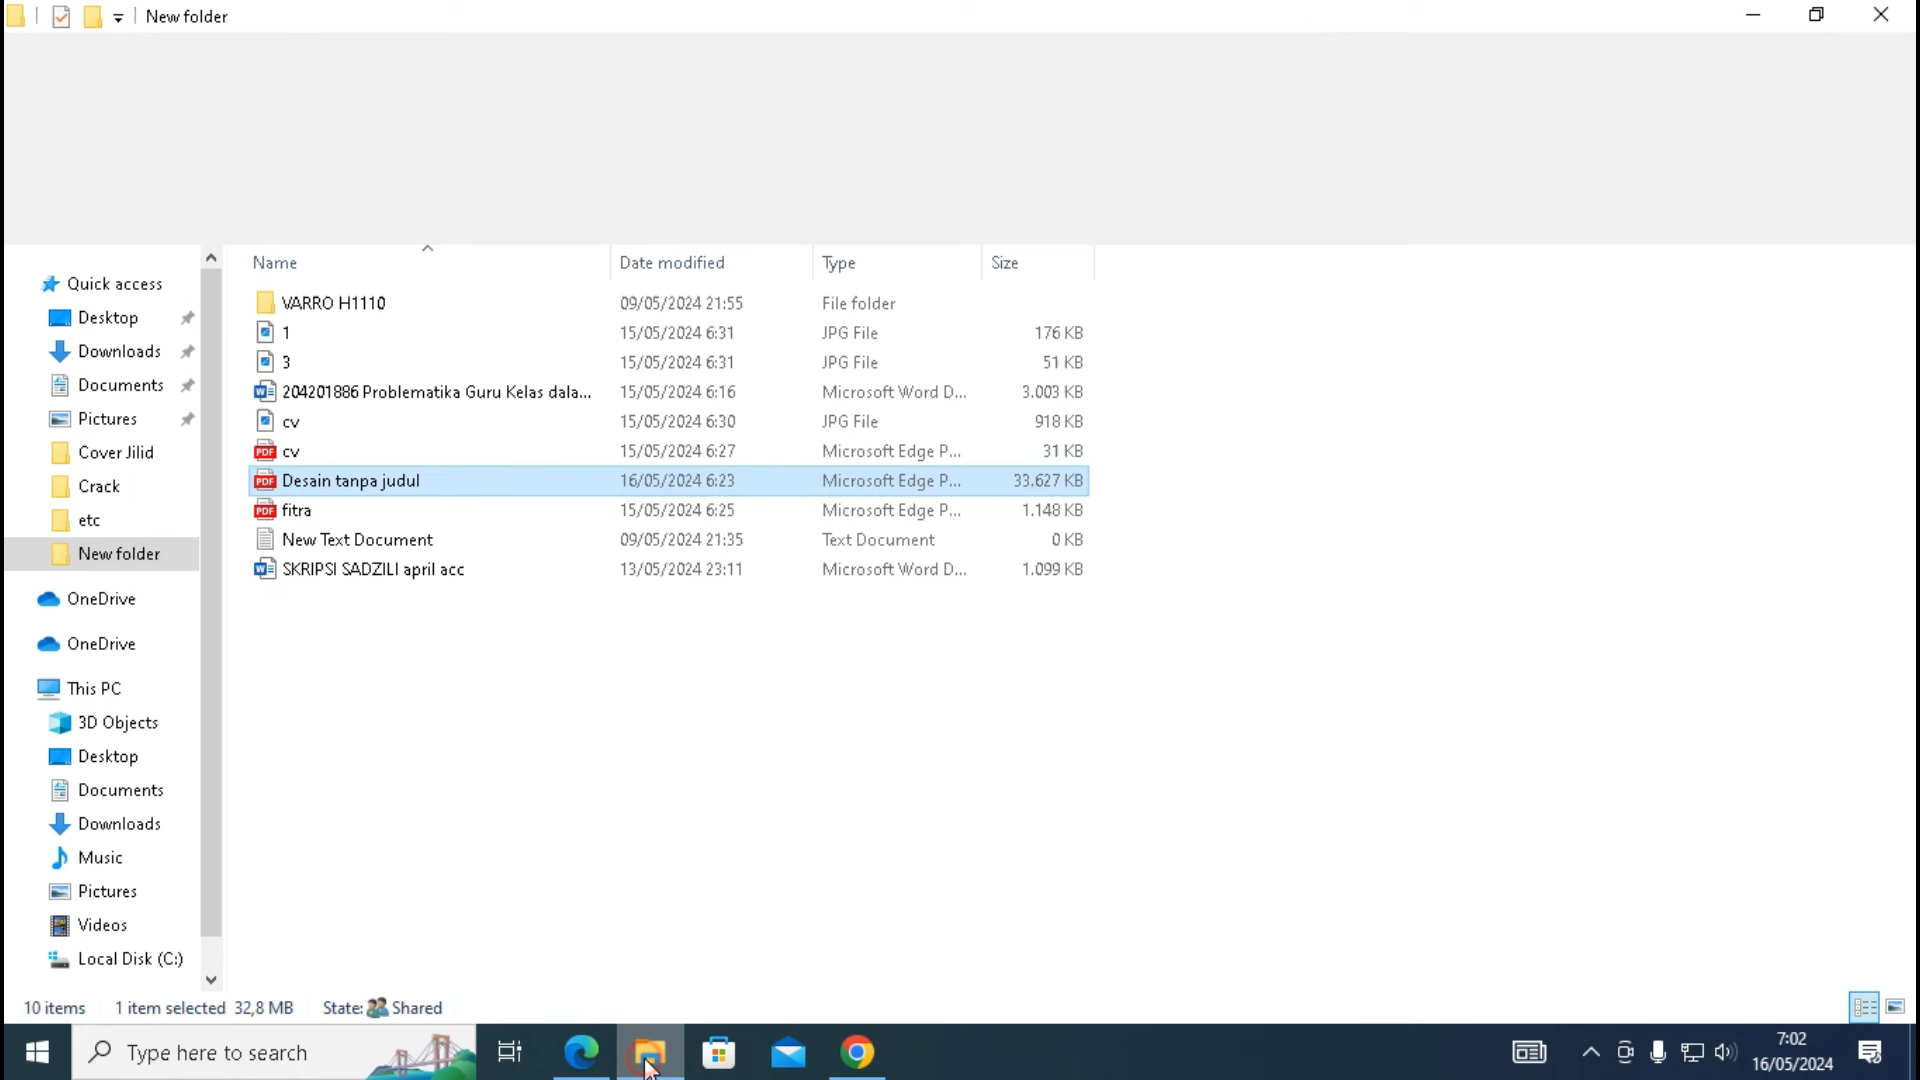 New folder
Name Date modified Type Size
Quick access
Desktop
Downloads
Documents
Pictures
Cover Jilid
Crack
etc
New folder
OneDrive
OneDrive
This PC
3D Objects
Desktop
Documents
Downloads
Music
Pictures
Videos
Local Disk (C:)
VARRO H1110 09/05/2024 21:55 File folder
1 15/05/2024 6:31 JPG File 176 KB
3 15/05/2024 6:31 JPG File 51 KB
204201886 Problematika Guru Kelas dala... 15/05/2024 6:16 Microsoft Word D... 3.003 KB
cv 15/05/2024 6:30 JPG File 918 KB
PDF cv 15/05/2024 6:27 Microsoft Edge P... 31 KB
PDF Desain tanpa judul 16/05/2024 6:23 Microsoft Edge P... 33.627 KB
PDF fitra 15/05/2024 6:25 Microsoft Edge P... 1.148 KB
New Text Document 09/05/2024 21:35 Text Document 0 KB
SKRIPSI SADZILI april acc 13/05/2024 23:11 Microsoft Word D... 1.099 KB
10 items 1 item selected 32,8 MB State: Shared
Type here to search
7:02
16/05/2024